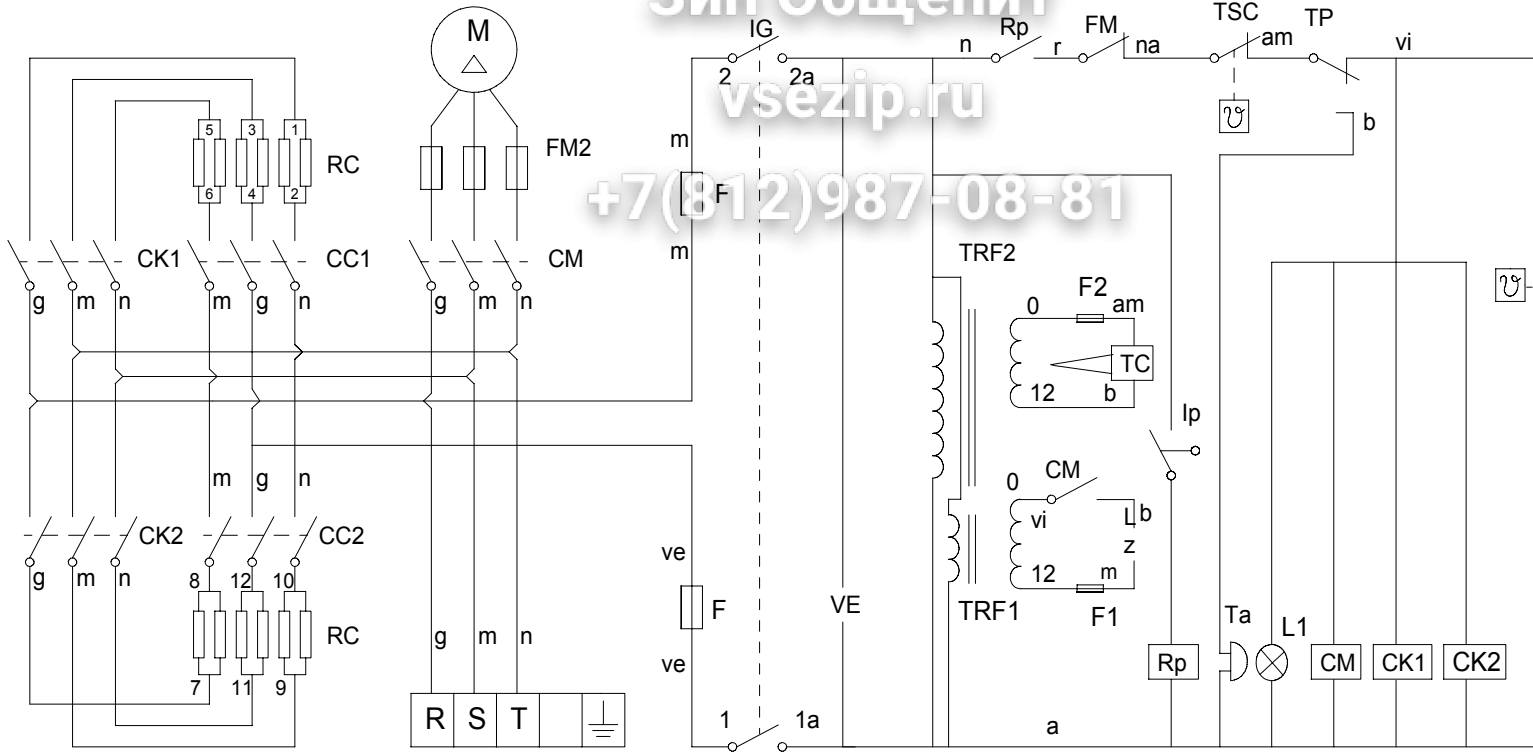 Зип Общепит
vsezip.ru
+7(812)987-08-81
M
IG
Rp
FM
TSC
TP
2
2a
n
r
na
am
vi
b
5
3
1
RC
6
4
2
FM2
m
F
m
CK1
CC1
CM
g
m
n
m
g
n
g
m
n
TRF2
0
F2
am
TC
12
b
Ip
m
g
n
CK2
CC2
g
m
n
8
12
10
RC
7
11
9
g
m
n
R
S
T
ve
F
ve
1
1a
VE
0
CM
vi
L
b
z
12
m
F1
TRF1
Rp
Ta
L1
CM
CK1
CK2
a